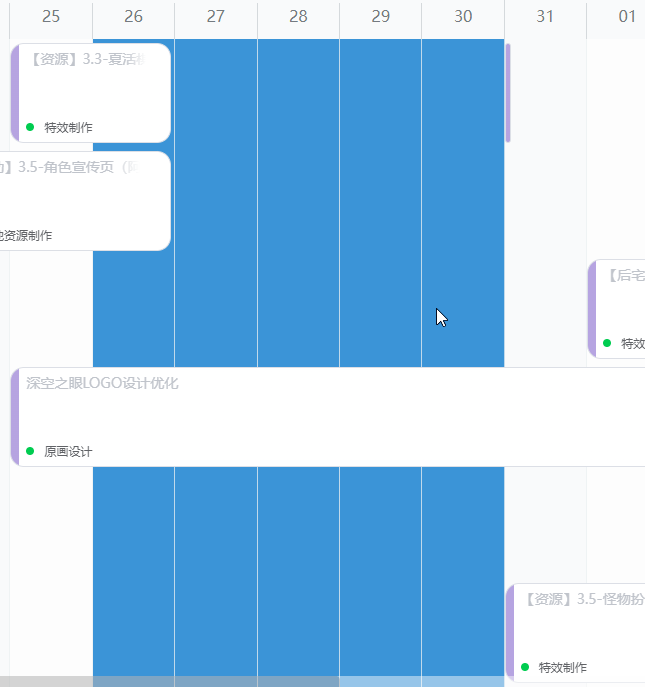 25 26 27 28 29 30 31 01
【资源】3.3-夏活
特效制作
】3.5-角色宣传页（
资源制作
【后宅
特效
深空之眼LOGO设计优化
原画设计
【资源】3.5-怪物扮
特效制作